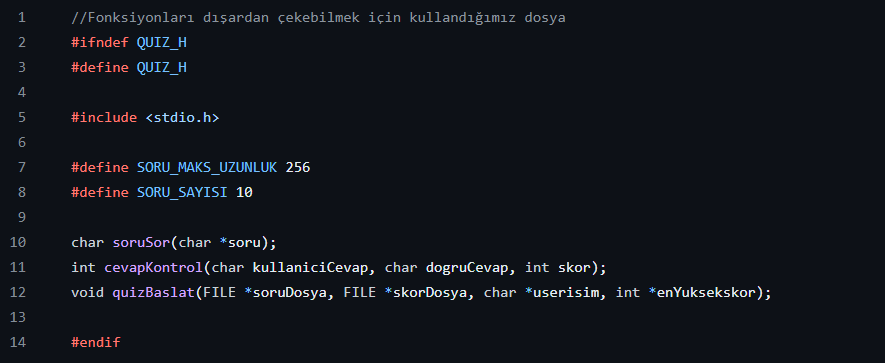 1 //Fonksiyonları dışardan çekebilmek için kullandığımız dosya
2 #ifndef QUIZ_H
3 #define QUIZ_H
4
5 #include <stdio.h>
6
7 #define SORU_MAKS_UZUNLUK 256
8 #define SORU_SAYISI 10
9
10 char soruSor(char *soru);
11 int cevapKontrol(char kullaniciCevap, char dogruCevap, int skor);
12 void quizBaslat(FILE *soruDosya, FILE *skorDosya, char *userisim, int *enYuksekskor);
13
14 #endif